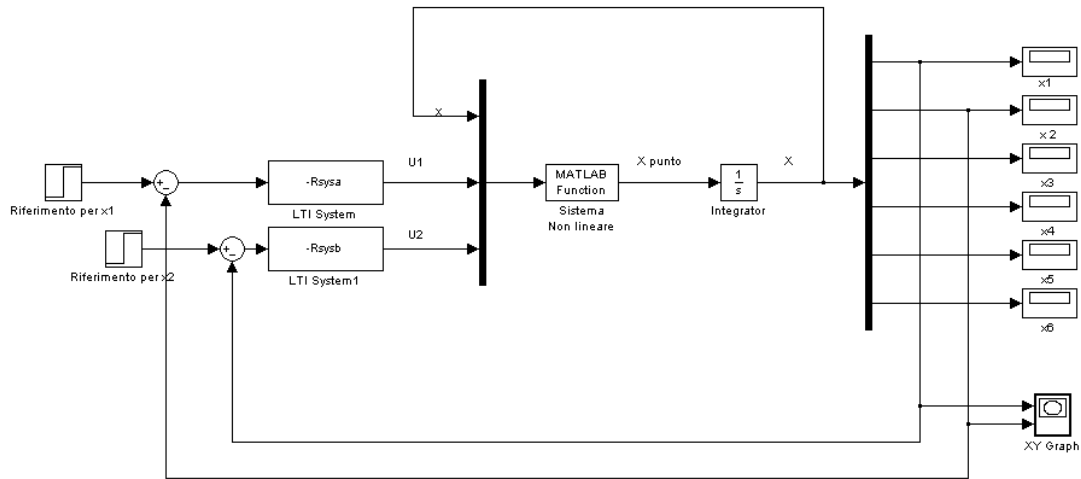 X
x1
x 2
x3
x4
x5
x6
U1
U2
X punto
X
+
−
-Rsysa
LTI System
Riferimento per x1
+
−
-Rsysb
LTI System1
Riferimento per x2
MATLAB
Function
Sistema
Non lineare
1
s
Integrator
XY Graph